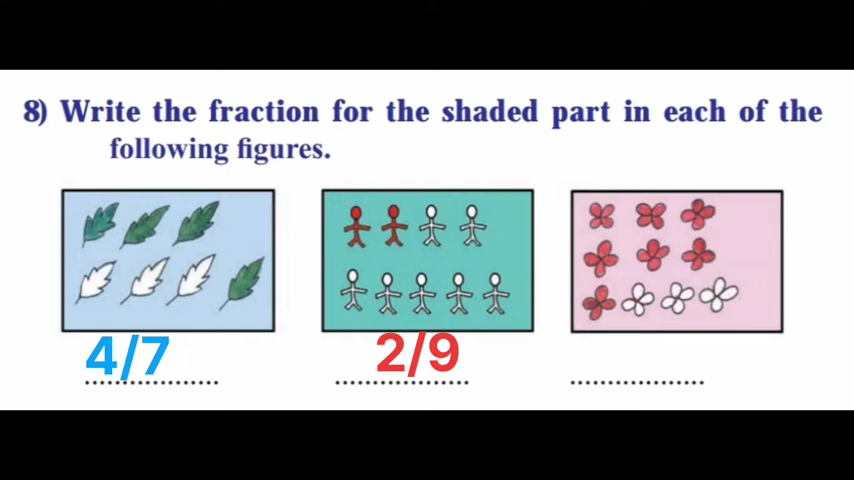 8) Write the fraction for the shaded part in each of the
following figures.
4/7 2/9
.................... .................... ....................